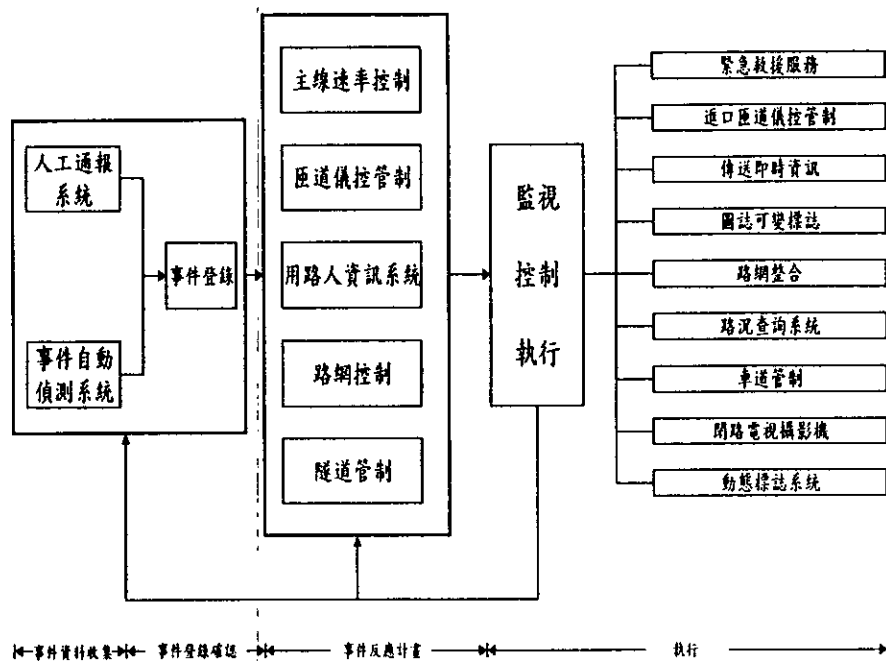 人工通報
系統
事件登錄
事件自動
偵測系統
主線速率控制
匝道儀控管制
用路人資訊系統
路網控制
隧道管制
監視
控制
執行
緊急救援服務
進口匝道儀控管制
傳送即時資訊
圖誌可變標誌
路網整合
路況查詢系統
車道管制
閉路電視攝影機
動態標誌系統
事件資料收集
事件登錄確認
事件反應計畫
執行